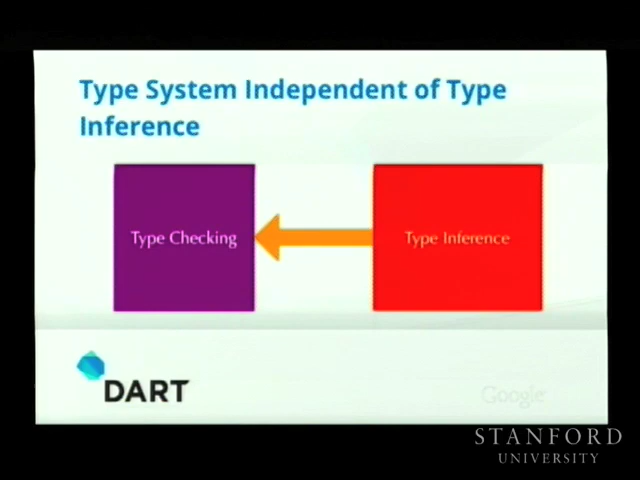 Type System Independent of Type
Inference
Type Checking
Type Inference
DART
Google
STANFORD
UNIVERSITY